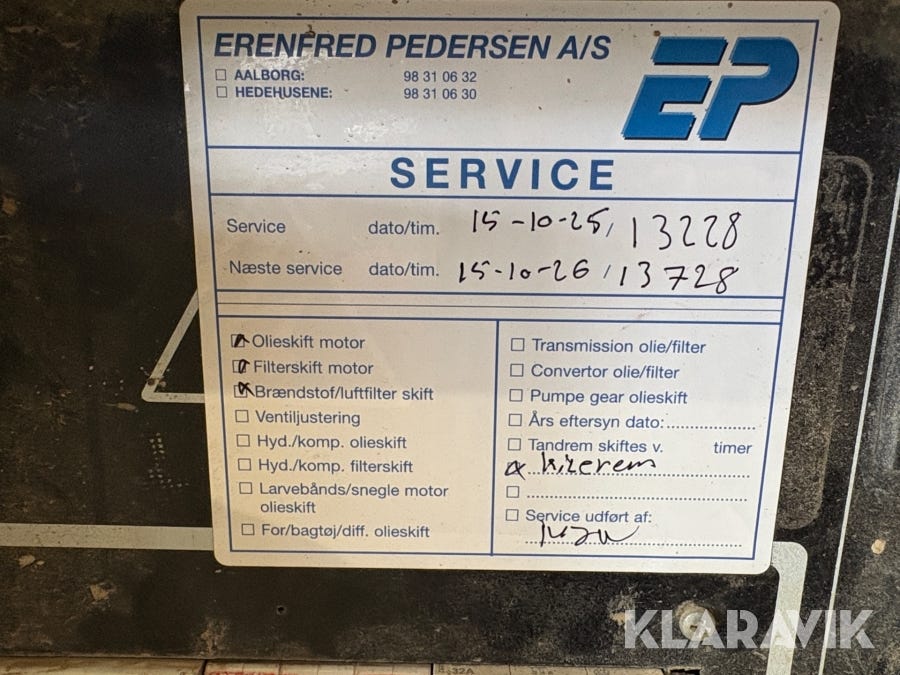 ERENFRED PEDERSEN A/S
EP
☐ AALBORG: 98 31 06 32
☐ HEDEHUSENE: 98 31 06 30
SERVICE
Service dato/tim. 15-10-25/13228
Næste service dato/tim. 15-10-26/13728
Olieskift motor
Filterskift motor
Brændstof/luftfilter skift
☐ Ventiljustering
☐ Hyd./komp. olieskift
☐ Hyd./komp. filterskift
☐ Larvebånds/snegle motor
olieskift
☐ For/bagtøj/diff. olieskift
☐ Transmission olie/filter
☐ Convertor olie/filter
☐ Pumpe gear olieskift
☐ Års eftersyn dato:
☐ Tandrem skiftes v. timer
kilerem
☐ Service udført af:
KLARAVIK